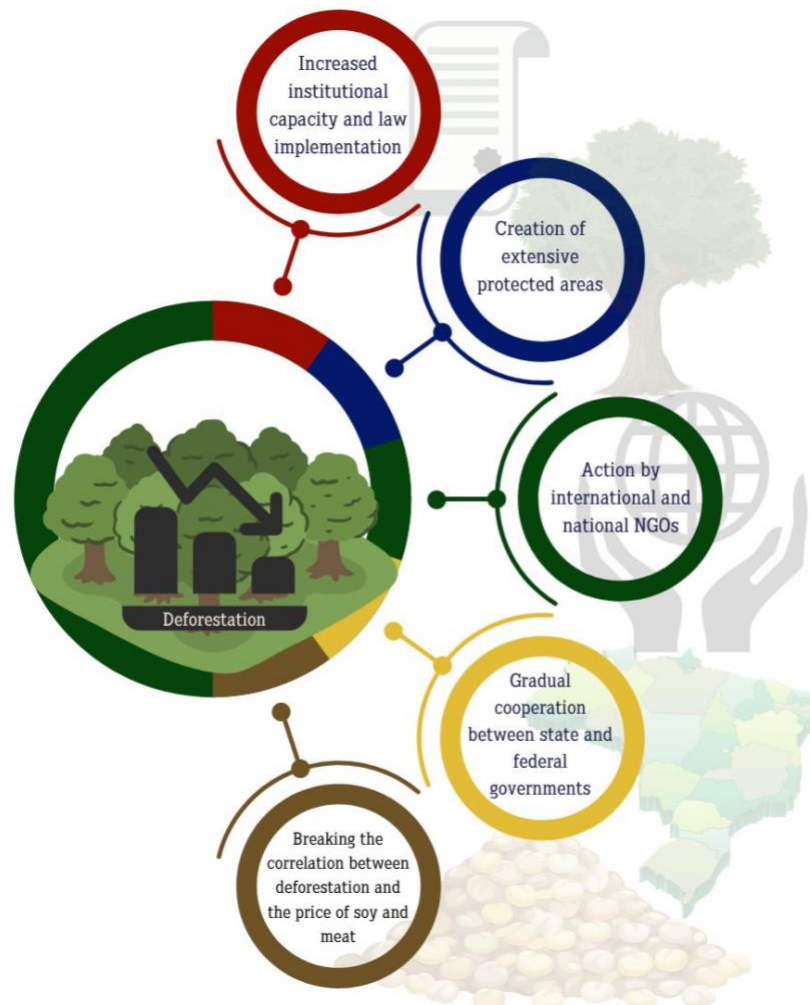 Increased
institutional
capacity and law
implementation
Creation of
extensive
protected areas
Action by
international and
national NGOs
Deforestation
Gradual
cooperation
between state and
federal
governments
Breaking the
correlation between
deforestation and
the price of soy and
meat